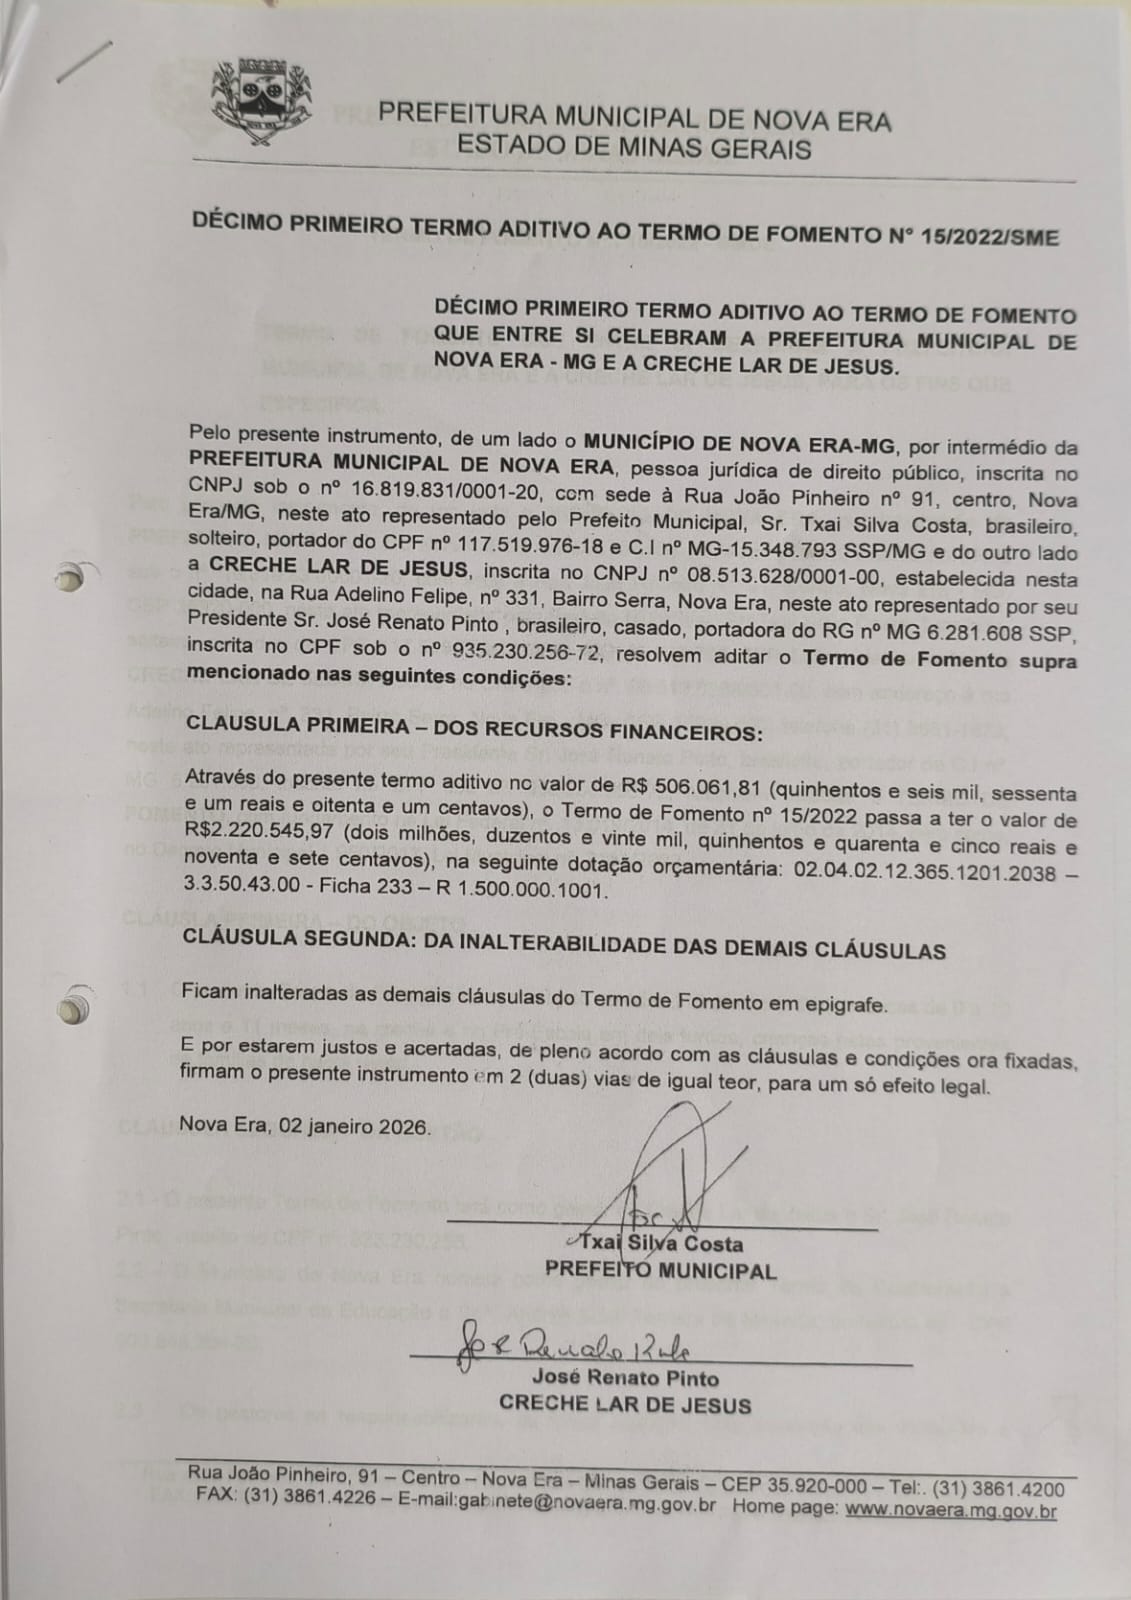 PREFEITURA MUNICIPAL DE NOVA ERA
ESTADO DE MINAS GERAIS
DÉCIMO PRIMEIRO TERMO ADITIVO AO TERMO DE FOMENTO N° 15/2022/SME
DÉCIMO PRIMEIRO TERMO ADITIVO AO TERMO DE FOMENTO
QUE ENTRE SI CELEBRAM A PREFEITURA MUNICIPAL DE
NOVA ERA - MG E A CRECHE LAR DE JESUS.
Pelo presente instrumento, de um lado o MUNICÍPIO DE NOVA ERA-MG, por intermédio da
PREFEITURA MUNICIPAL DE NOVA ERA, pessoa jurídica de direito público, inscrita no
CNPJ sob o nº 16.819.831/0001-20, com sede à Rua João Pinheiro nº 91, centro, Nova
Era/MG, neste ato representado pelo Prefeito Municipal, Sr. Txai Silva Costa, brasileiro,
solteiro, portador do CPF nº 117.519.976-18 e C.I nº MG-15.348.793 SSP/MG e do outro lado
a CRECHE LAR DE JESUS, inscrita no CNPJ nº 08.513.628/0001-00, estabelecida nesta
cidade, na Rua Adelino Felipe, nº 331, Bairro Serra, Nova Era, neste ato representado por seu
Presidente Sr. José Renato Pinto , brasileiro, casado, portadora do RG nº MG 6.281.608 SSP,
inscrita no CPF sob o nº 935.230.256-72, resolvem aditar o Termo de Fomento supra
mencionado nas seguintes condições:
CLAUSULA PRIMEIRA – DOS RECURSOS FINANCEIROS:
Através do presente termo aditivo no valor de R$ 506.061,81 (quinhentos e seis mil, sessenta
e um reais e oitenta e um centavos), o Termo de Fomento nº 15/2022 passa a ter o valor de
R$2.220.545,97 (dois milhões, duzentos e vinte mil, quinhentos e quarenta e cinco reais e
noventa e sete centavos), na seguinte dotação orçamentária: 02.04.02.12.365.1201.2038 –
3.3.50.43.00 - Ficha 233 – R 1.500.000.1001.
CLÁUSULA SEGUNDA: DA INALTERABILIDADE DAS DEMAIS CLÁUSULAS
Ficam inalteradas as demais cláusulas do Termo de Fomento em epigrafe.
E por estarem justos e acertadas, de pleno acordo com as cláusulas e condições ora fixadas,
firmam o presente instrumento em 2 (duas) vias de igual teor, para um só efeito legal.
Nova Era, 02 janeiro 2026.
Txai Silva Costa
PREFEITO MUNICIPAL
José Renato Pinto
José Renato Pinto
CRECHE LAR DE JESUS
Rua João Pinheiro, 91 – Centro – Nova Era – Minas Gerais – CEP 35.920-000 – Tel:. (31) 3861.4200
FAX: (31) 3861.4226 – E-mail:gabinete@novaera.mg.gov.br Home page: www.novaera.mg.gov.br